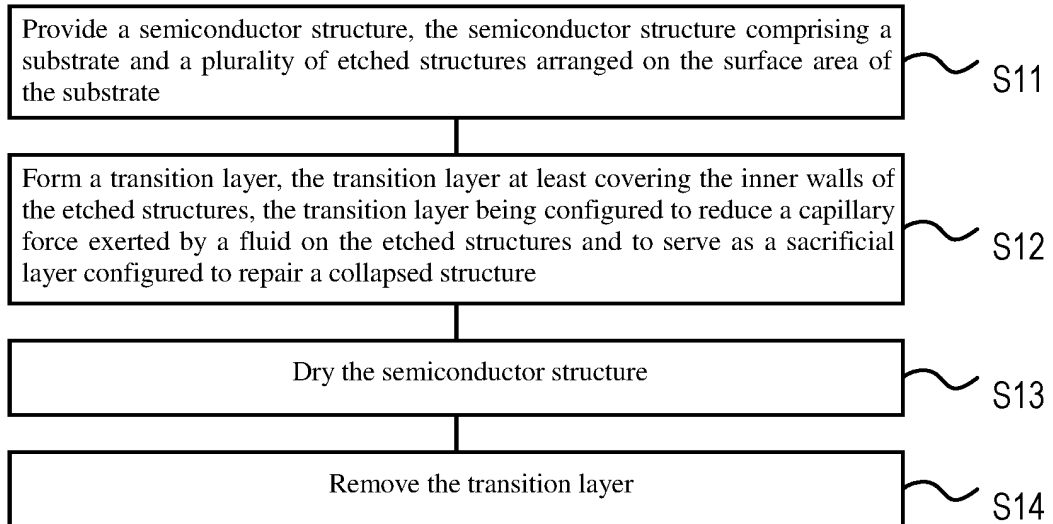 Provide a semiconductor structure, the semiconductor structure comprising a
substrate and a plurality of etched structures arranged on the surface area of
the substrate
S11
Form a transition layer, the transition layer at least covering the inner walls of
the etched structures, the transition layer being configured to reduce a capillary
force exerted by a fluid on the etched structures and to serve as a sacrificial
layer configured to repair a collapsed structure
S12
Dry the semiconductor structure
S13
Remove the transition layer
S14